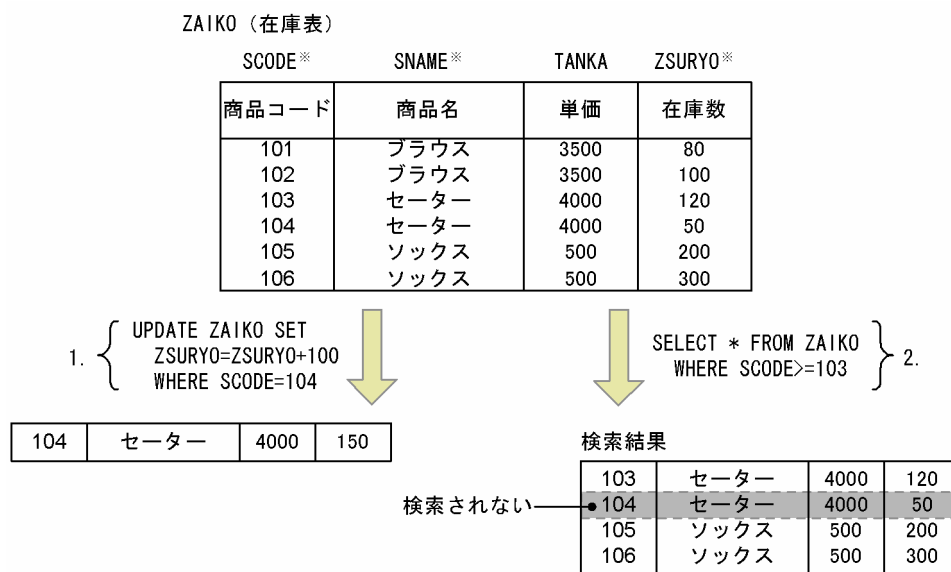 ZAIKO（在庫表）
SCODE※ SNAME※ TANKA ZSURYO※
商品コード 商品名 単価 在庫数
101 ブラウス 3500 80
102 ブラウス 3500 100
103 セーター 4000 120
104 セーター 4000 50
105 ソックス 500 200
106 ソックス 500 300
1. UPDATE ZAIKO SET
ZSURYO=ZSURYO+100
WHERE SCODE=104
SELECT * FROM ZAIKO
WHERE SCODE>=103
2.
104 セーター 4000 150
検索結果
103 セーター 4000 120
検索されない 104 セーター 4000 50
105 ソックス 500 200
106 ソックス 500 300